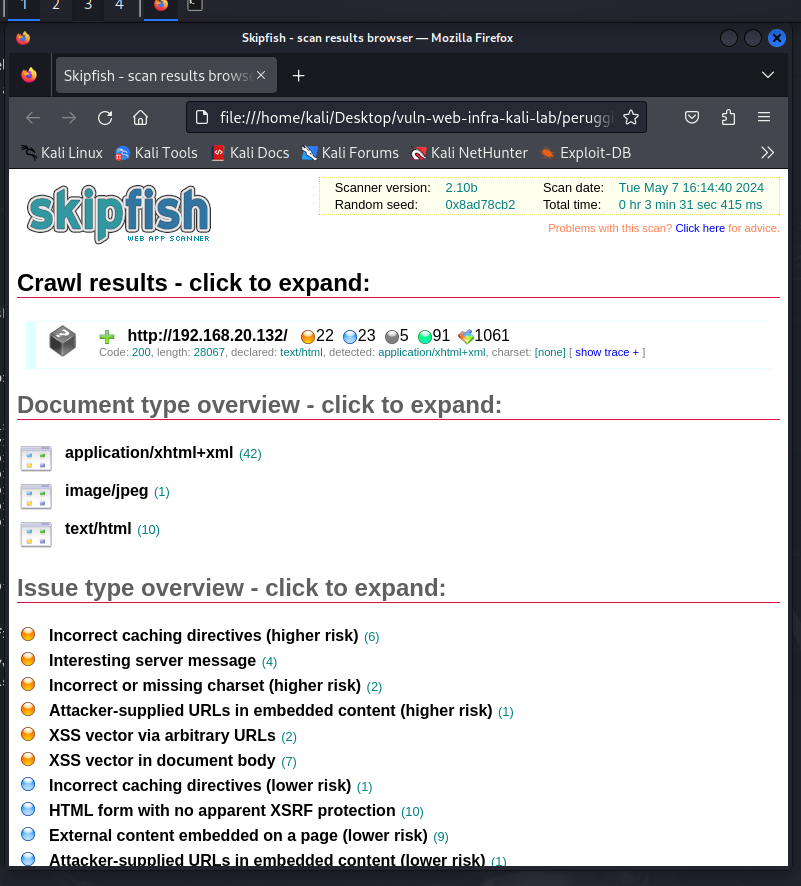 1 2 3 4
Skipfish - scan results browser — Mozilla Firefox
Skipfish - scan results brows
file:///home/kali/Desktop/vuln-web-infra-kali-lab/peruggi
Kali Linux Kali Tools Kali Docs Kali Forums Kali NetHunter Exploit-DB
skipfish
WEB APP SCANNER
Scanner version: 2.10b Scan date: Tue May 7 16:14:40 2024
Random seed: 0x8ad78cb2 Total time: 0 hr 3 min 31 sec 415 ms
Problems with this scan? Click here for advice.
Crawl results - click to expand:
http://192.168.20.132/ 22 23 5 91 1061
Code: 200, length: 28067, declared: text/html, detected: application/xhtml+xml, charset: [none] [ show trace + ]
Document type overview - click to expand:
application/xhtml+xml (42)
image/jpeg (1)
text/html (10)
Issue type overview - click to expand:
Incorrect caching directives (higher risk) (6)
Interesting server message (4)
Incorrect or missing charset (higher risk) (2)
Attacker-supplied URLs in embedded content (higher risk) (1)
XSS vector via arbitrary URLs (2)
XSS vector in document body (7)
Incorrect caching directives (lower risk) (1)
HTML form with no apparent XSRF protection (10)
External content embedded on a page (lower risk) (9)
Attacker-supplied URLs in embedded content (lower risk) (1)